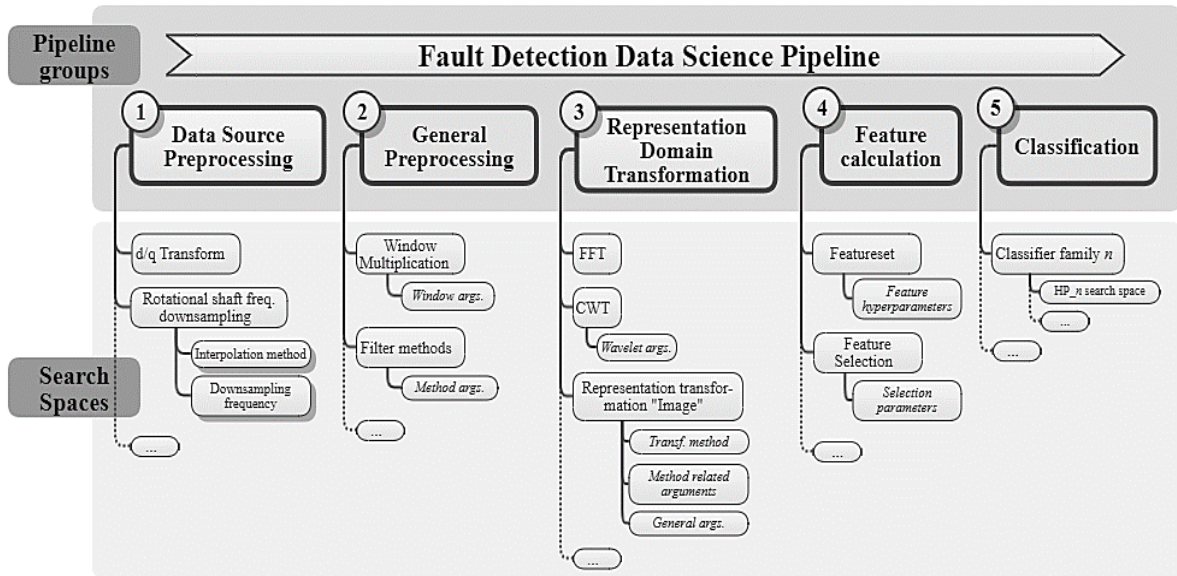 Pipeline
groups
Fault Detection Data Science Pipeline
1
Data Source
Preprocessing
2
General
Preprocessing
3
Representation
Domain
Transformation
4
Feature
calculation
5
Classification
Search
Spaces
d/q Transform
Rotational shaft freq.
downsampling
Interpolation method
Downsampling
frequency
...
Window
Multiplication
Window args.
Filter methods
Method args.
...
FFT
CWT
Wavelet args.
Representation transfor-
mation "Image"
Transf. method
Method related
arguments
General args.
...
Featureset
Feature
hyperparameters
Feature
Selection
Selection
parameters
...
Classifier family n
HP_n search space
...
...